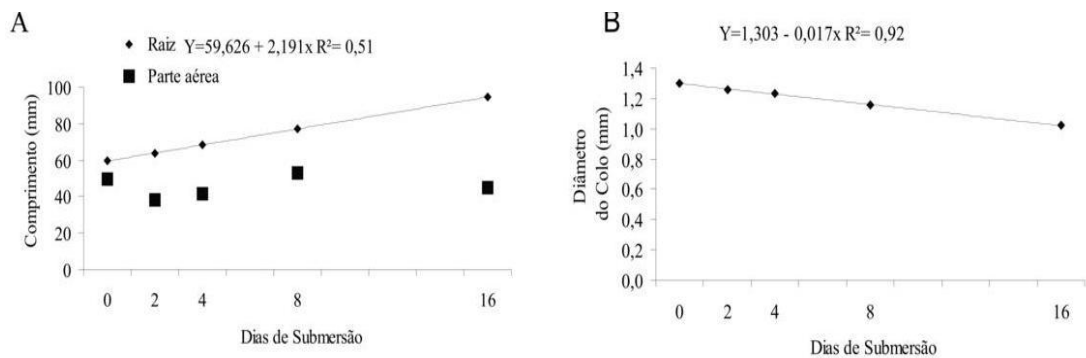 A
Raiz Y=59,626 + 2,191x R²= 0,51
Parte aérea
Comprimento (mm)
100
80
60
40
20
0
0 2 4 8 16
Dias de Submersão
B
Y=1,303 - 0,017x R²= 0,92
Diâmetro
do Colo (mm)
1,4
1,2
1,0
0,8
0,6
0,4
0,2
0,0
0 2 4 8 16
Dias de Submersão